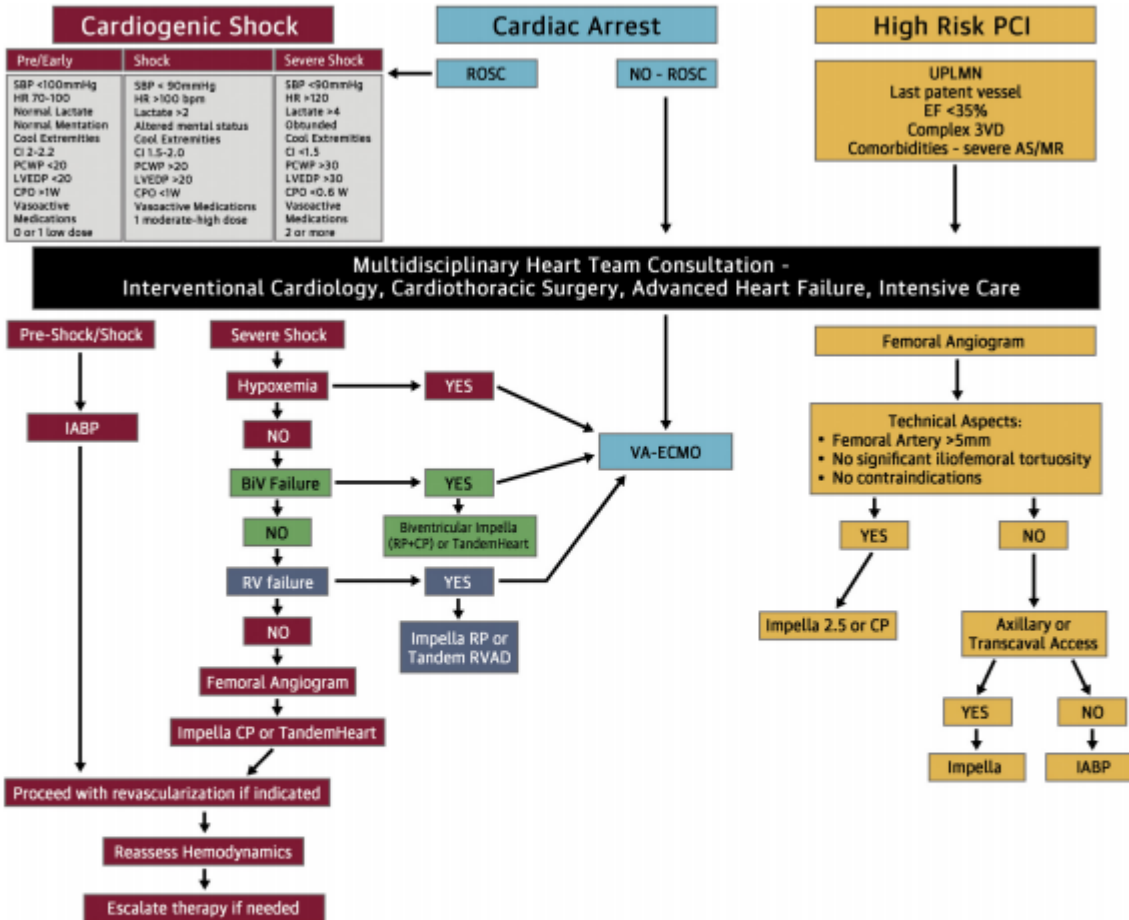 Cardiogenic Shock
Cardiac Arrest
High Risk PCI
Pre/Early
SBP <100mmHg
HR 70-100
Normal Lactate
Normal Mentation
Cool Extremities
CI 2-2.2
PCWP <20
LVEDP <20
CPO >1W
Vasoactive
Medications
0 or 1 low dose
Shock
SBP < 90mmHg
HR >100 bpm
Lactate >2
Altered mental status
Cool Extremities
CI 1.5-2.0
PCWP >20
LVEDP >20
CPO <1W
Vasoactive Medications
1 moderate-high dose
Severe Shock
SBP <90mmHg
HR >120
Lactate >4
Obtunded
Cool Extremities
CI <1.5
PCWP >30
LVEDP >30
CPO <0.6 W
Vasoactive
Medications
2 or more
ROSC
NO - ROSC
UPLMN
Last patent vessel
EF <35%
Complex 3VD
Comorbidities - severe AS/MR
Multidisciplinary Heart Team Consultation -
Interventional Cardiology, Cardiothoracic Surgery, Advanced Heart Failure, Intensive Care
Pre-Shock/Shock
IABP
Severe Shock
Hypoxemia
YES
NO
BiV Failure
YES
Biventricular Impella
(RP+CP) or TandemHeart
NO
RV failure
YES
Impella RP or
Tandem RVAD
NO
Femoral Angiogram
Impella CP or TandemHeart
Proceed with revascularization if indicated
Reassess Hemodynamics
Escalate therapy if needed
VA-ECMO
Femoral Angiogram
Technical Aspects:
• Femoral Artery >5mm
• No significant iliofemoral tortuosity
• No contraindications
YES
NO
Impella 2.5 or CP
Axillary or
Transcaval Access
YES
NO
Impella
IABP